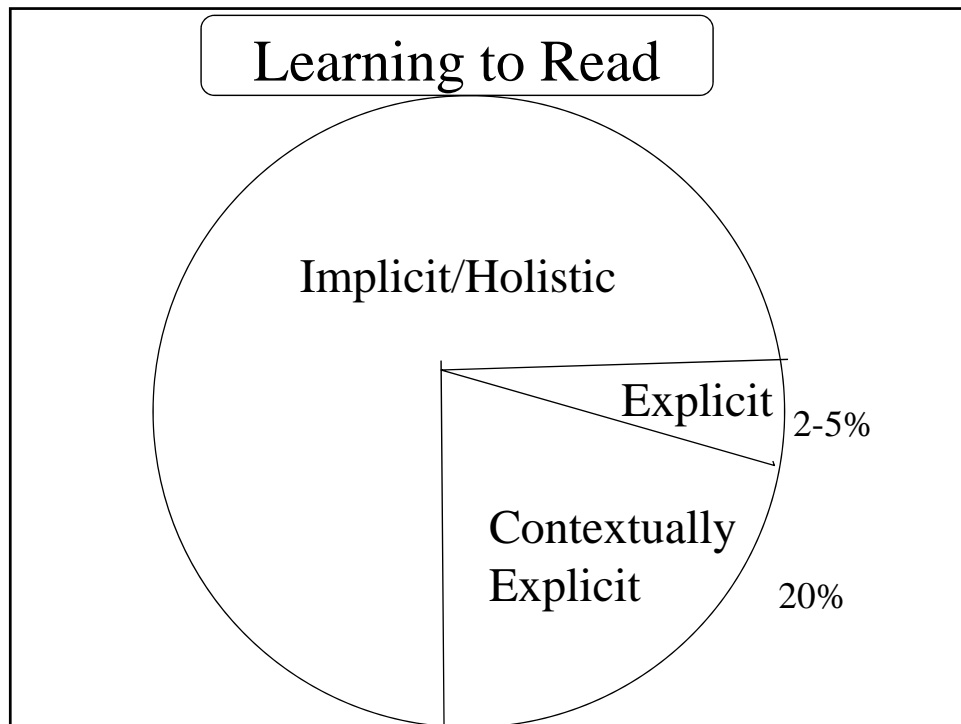 Learning to Read
Implicit/Holistic
Explicit
2-5%
Contextually
Explicit
20%